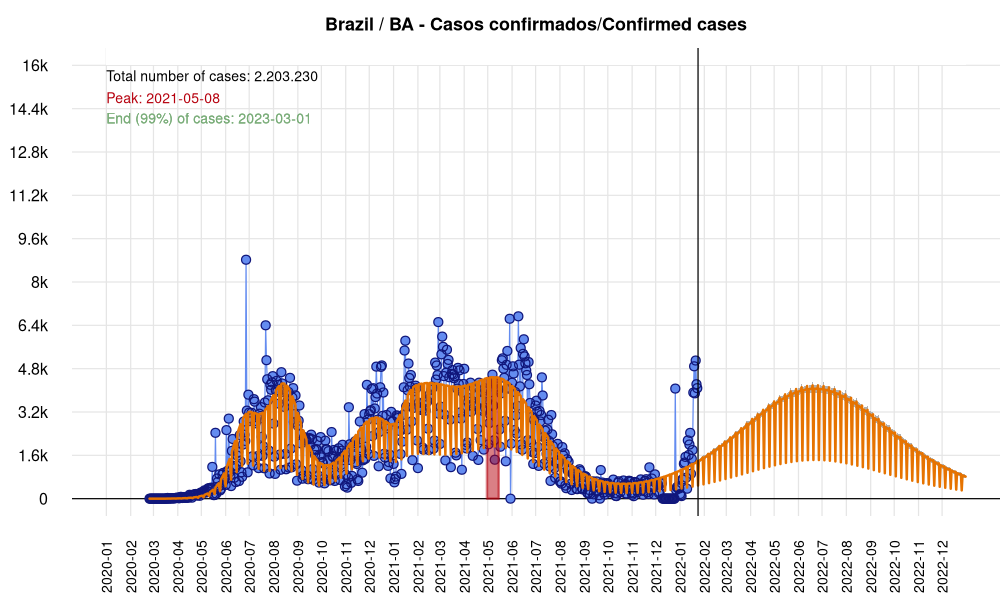 Brazil / BA - Casos confirmados/Confirmed cases
Total number of cases: 2.203.230
Peak: 2021-05-08
End (99%) of cases: 2023-03-01
16k
14.4k
12.8k
11.2k
9.6k
8k
6.4k
4.8k
3.2k
1.6k
0
2020-01
2020-02
2020-03
2020-04
2020-05
2020-06
2020-07
2020-08
2020-09
2020-10
2020-11
2020-12
2021-01
2021-02
2021-03
2021-04
2021-05
2021-06
2021-07
2021-08
2021-09
2021-10
2021-11
2021-12
2022-01
2022-02
2022-03
2022-04
2022-05
2022-06
2022-07
2022-08
2022-09
2022-10
2022-11
2022-12